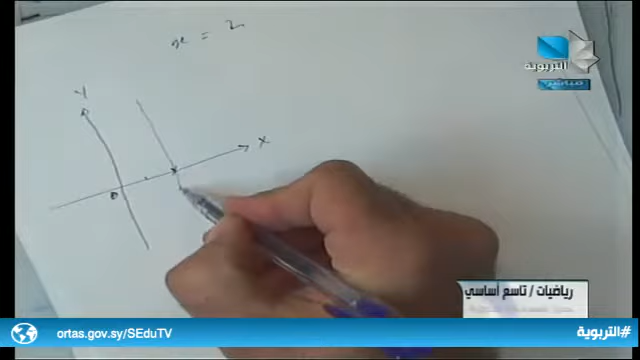 x = 2
التربوية
مباشر
Y
X
0
رياضيات / تاسع أساسي
ortas.gov.sy/SEduTV
#التربوية